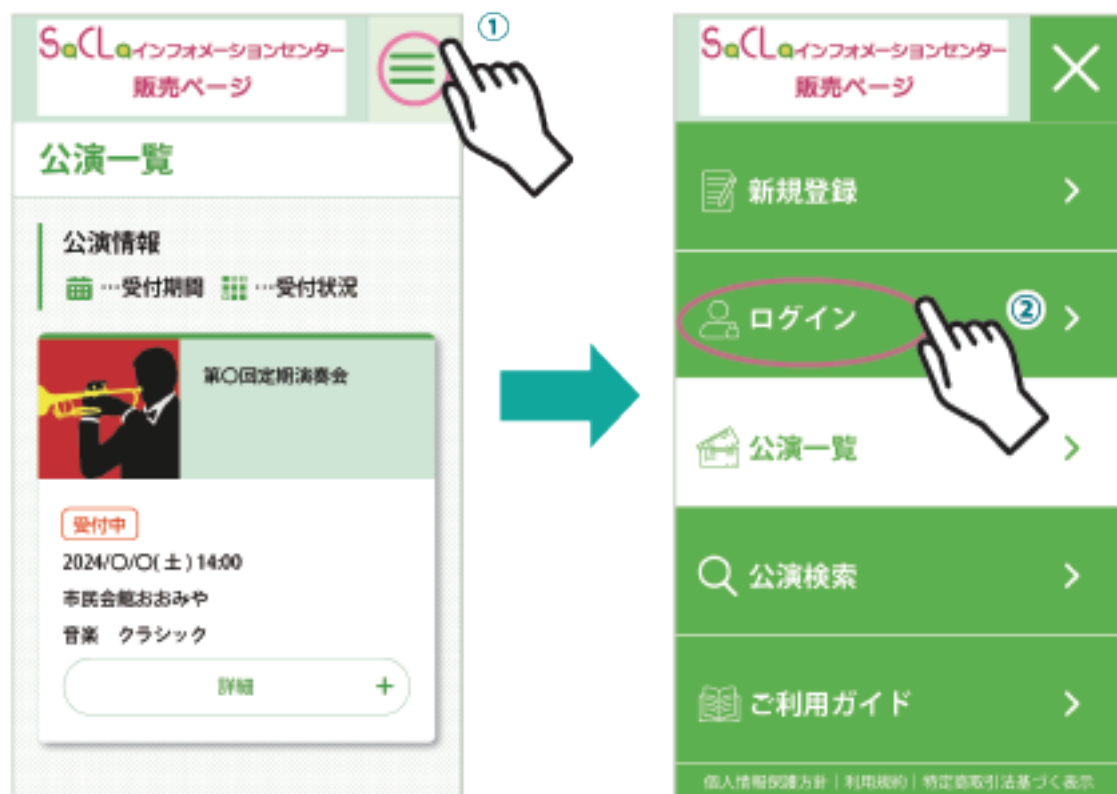 SaCLaインフォメーションセンター
販売ページ
①
公演一覧
公演情報
…受付期間 …受付状況
第〇回定期演奏会
受付中
2024/〇/〇(土)14:00
市民会館おおみや
音楽 クラシック
詳細 +
SaCLaインフォメーションセンター
販売ページ
新規登録
ログイン
②
公演一覧
公演検索
ご利用ガイド
個人情報保護方針|利用規約|特定商取引法基づく表示